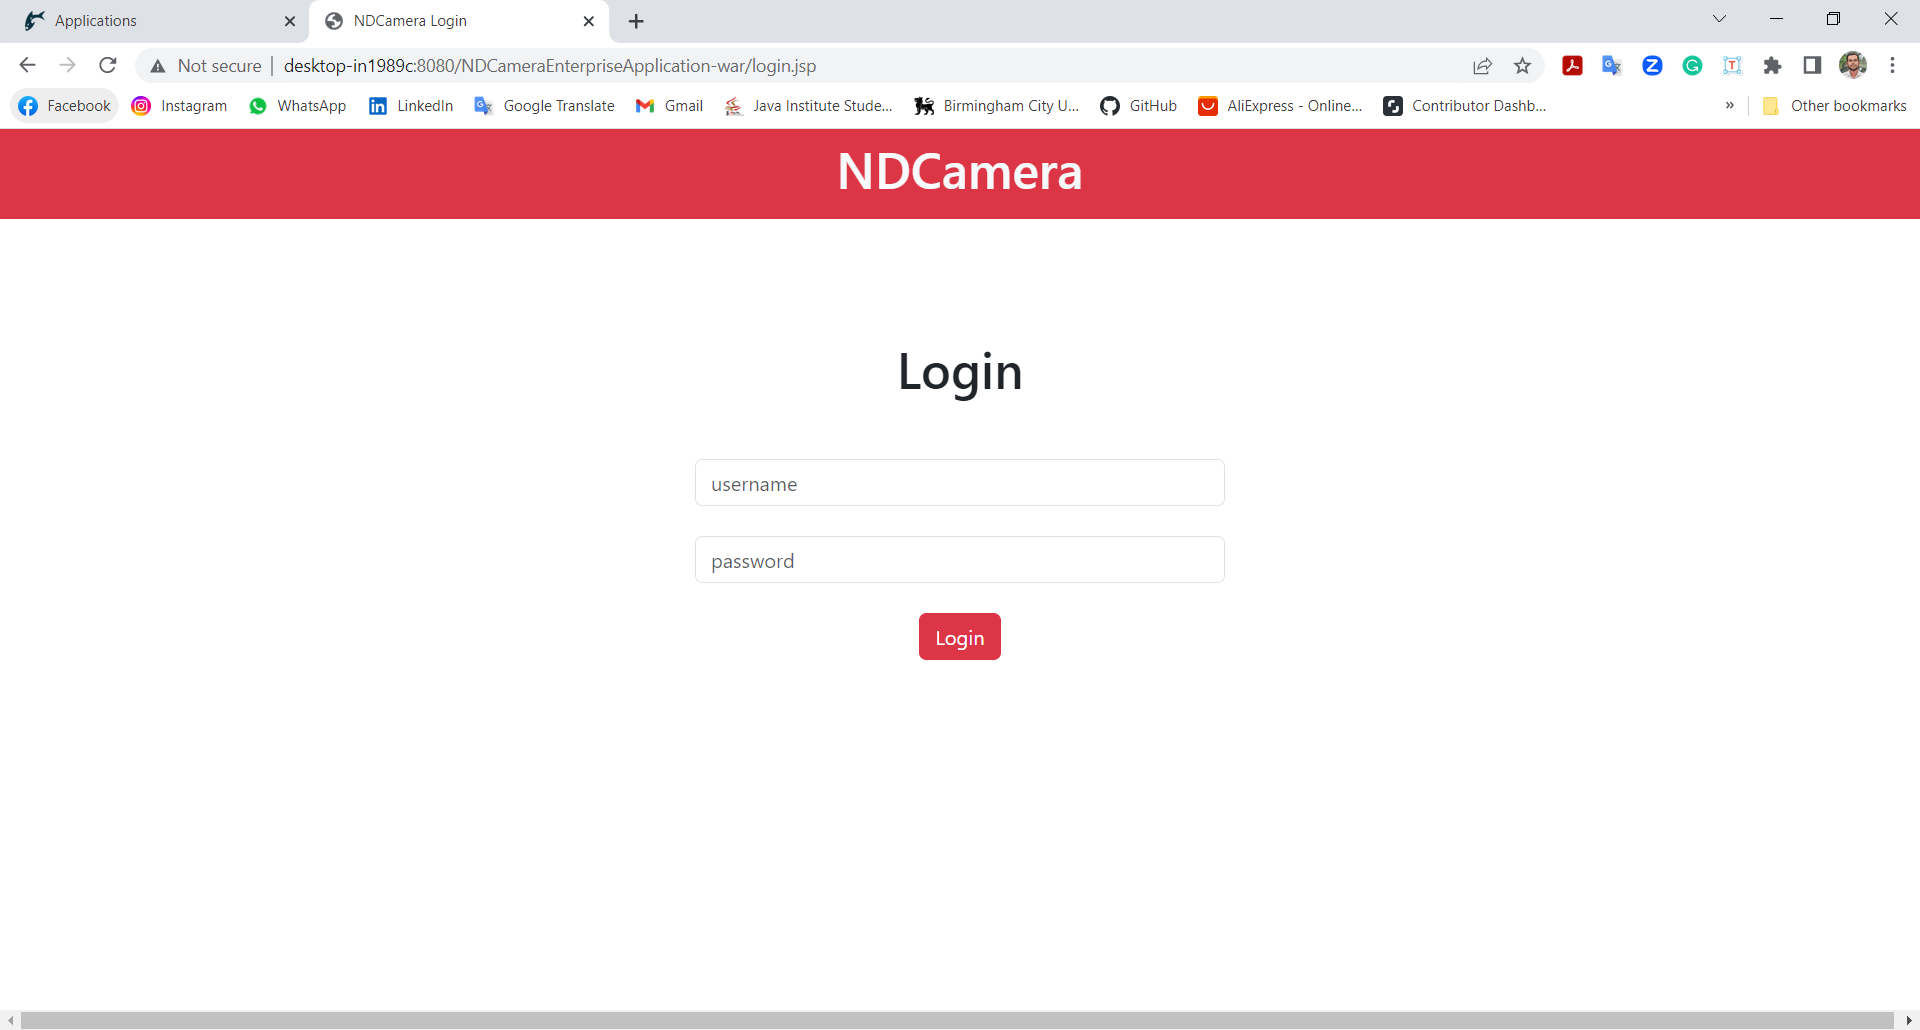 Applications
NDCamera Login
Not secure
desktop-in1989c:8080/NDCameraEnterpriseApplication-war/login.jsp
Facebook Instagram WhatsApp LinkedIn Google Translate Gmail Java Institute Stude... Birmingham City U... GitHub AliExpress - Online... Contributor Dashb... » Other bookmarks
NDCamera
Login
username
password
Login